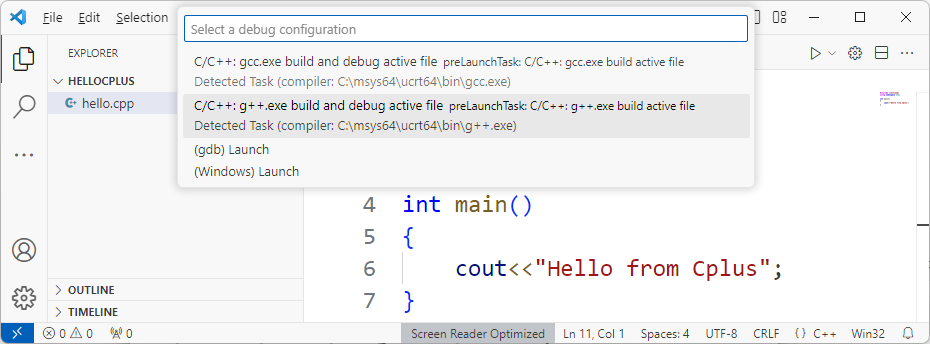 File Edit Selection
Select a debug configuration
C/C++: gcc.exe build and debug active file preLaunchTask: C/C++: gcc.exe build active file
Detected Task (compiler: C:\msys64\ucrt64\bin\gcc.exe)
C/C++: g++.exe build and debug active file preLaunchTask: C/C++: g++.exe build active file
Detected Task (compiler: C:\msys64\ucrt64\bin\g++.exe)
(gdb) Launch
(Windows) Launch
EXPLORER
HELLOCPLUS
hello.cpp
4 int main()
5 {
6 cout<<"Hello from Cplus";
7 }
OUTLINE
TIMELINE
0 0 0 Screen Reader Optimized Ln 11, Col 1 Spaces: 4 UTF-8 CRLF {} C++ Win32